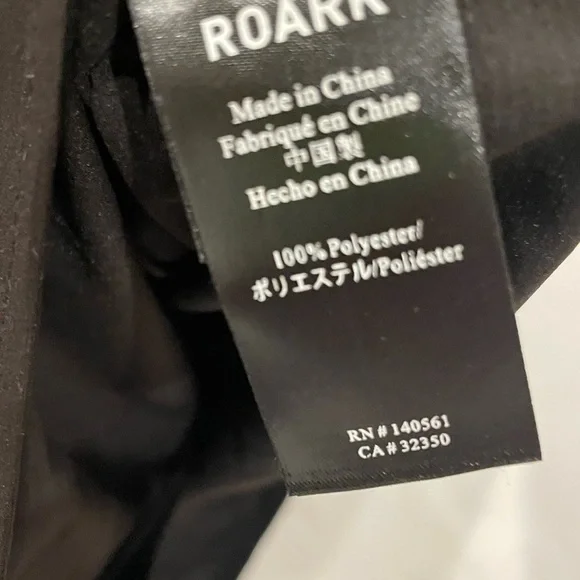 ROARK
Made in China
Fabriqué en Chine
中国製
Hecho en China
100% Polyester/
ポリエステル/Poliéster
RN # 140561
CA # 32350